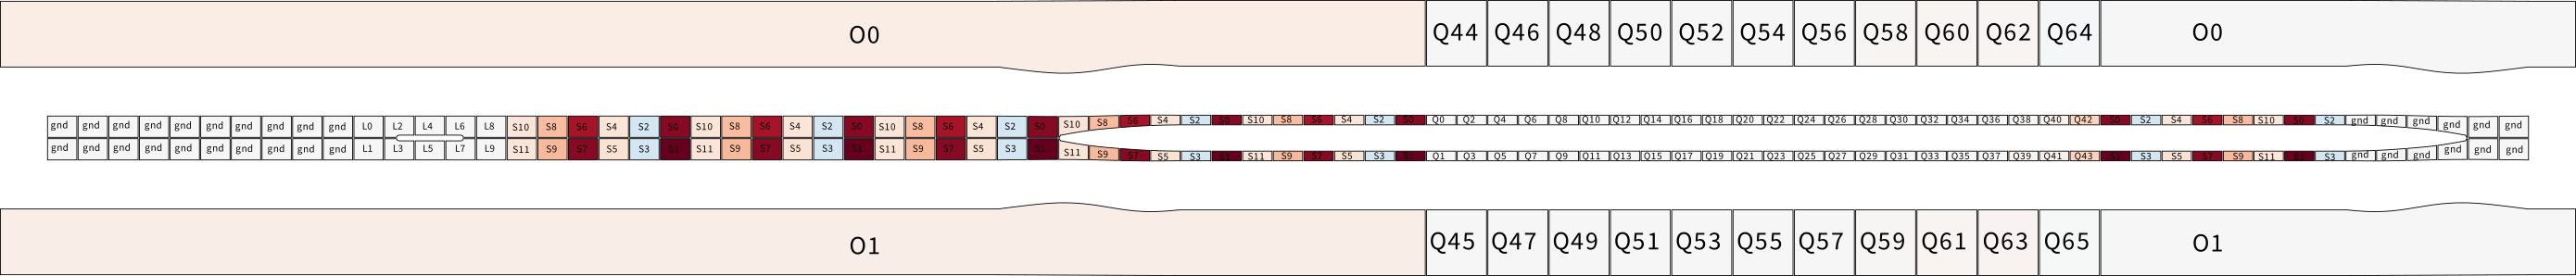 O0 Q44 Q46 Q48 Q50 Q52 Q54 Q56 Q58 Q60 Q62 Q64 O0
gnd gnd gnd gnd gnd gnd gnd gnd gnd gnd L0 L2 L4 L6 L8 S10 S8 S6 S4 S2 S0 S10 S8 S6 S4 S2 S0 S10 S8 S6 S4 S2 S0 S10 S8 S6 S4 S2 S0 S10 S8 S6 S4 S2 S0 Q0 Q2 Q4 Q6 Q8 Q10 Q12 Q14 Q16 Q18 Q20 Q22 Q24 Q26 Q28 Q30 Q32 Q34 Q36 Q38 Q40 Q42 S0 S2 S4 S6 S8 S10 S0 S2 gnd gnd gnd gnd gnd gnd
gnd gnd gnd gnd gnd gnd gnd gnd gnd gnd L1 L3 L5 L7 L9 S11 S9 S7 S5 S3 S1 S11 S9 S7 S5 S3 S1 S11 S9 S7 S5 S3 S1 S11 S9 S7 S5 S3 S1 S11 S9 S7 S5 S3 S1 Q1 Q3 Q5 Q7 Q9 Q11 Q13 Q15 Q17 Q19 Q21 Q23 Q25 Q27 Q29 Q31 Q33 Q35 Q37 Q39 Q41 Q43 S1 S3 S5 S7 S9 S11 S1 S3 gnd gnd gnd gnd gnd gnd
O1 Q45 Q47 Q49 Q51 Q53 Q55 Q57 Q59 Q61 Q63 Q65 O1